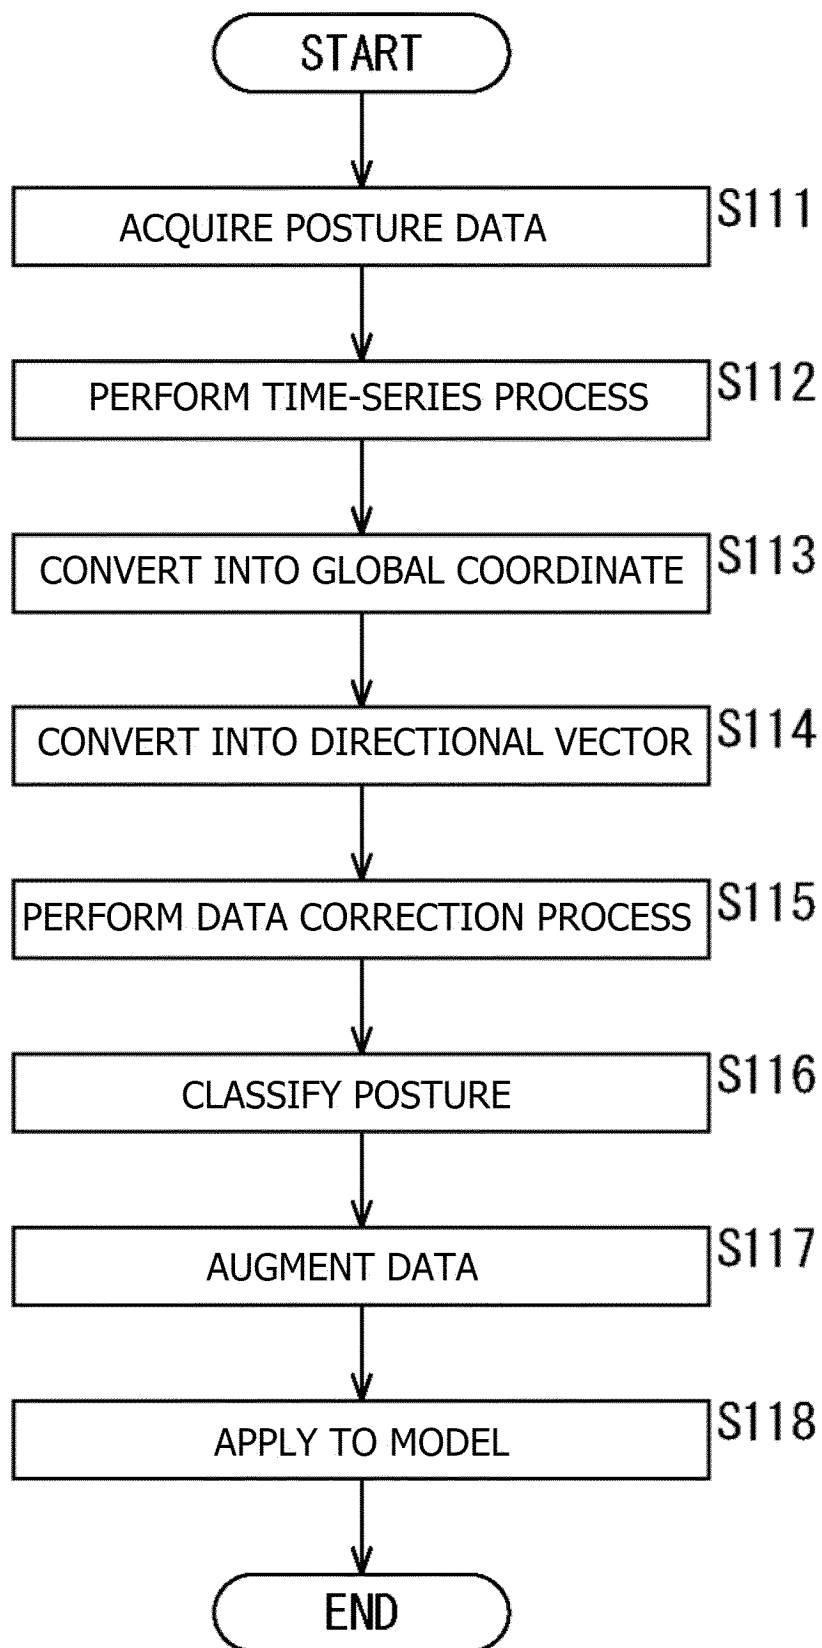 START
ACQUIRE POSTURE DATA
S111
PERFORM TIME-SERIES PROCESS
S112
CONVERT INTO GLOBAL COORDINATE
S113
CONVERT INTO DIRECTIONAL VECTOR
S114
PERFORM DATA CORRECTION PROCESS
S115
CLASSIFY POSTURE
S116
AUGMENT DATA
S117
APPLY TO MODEL
S118
END